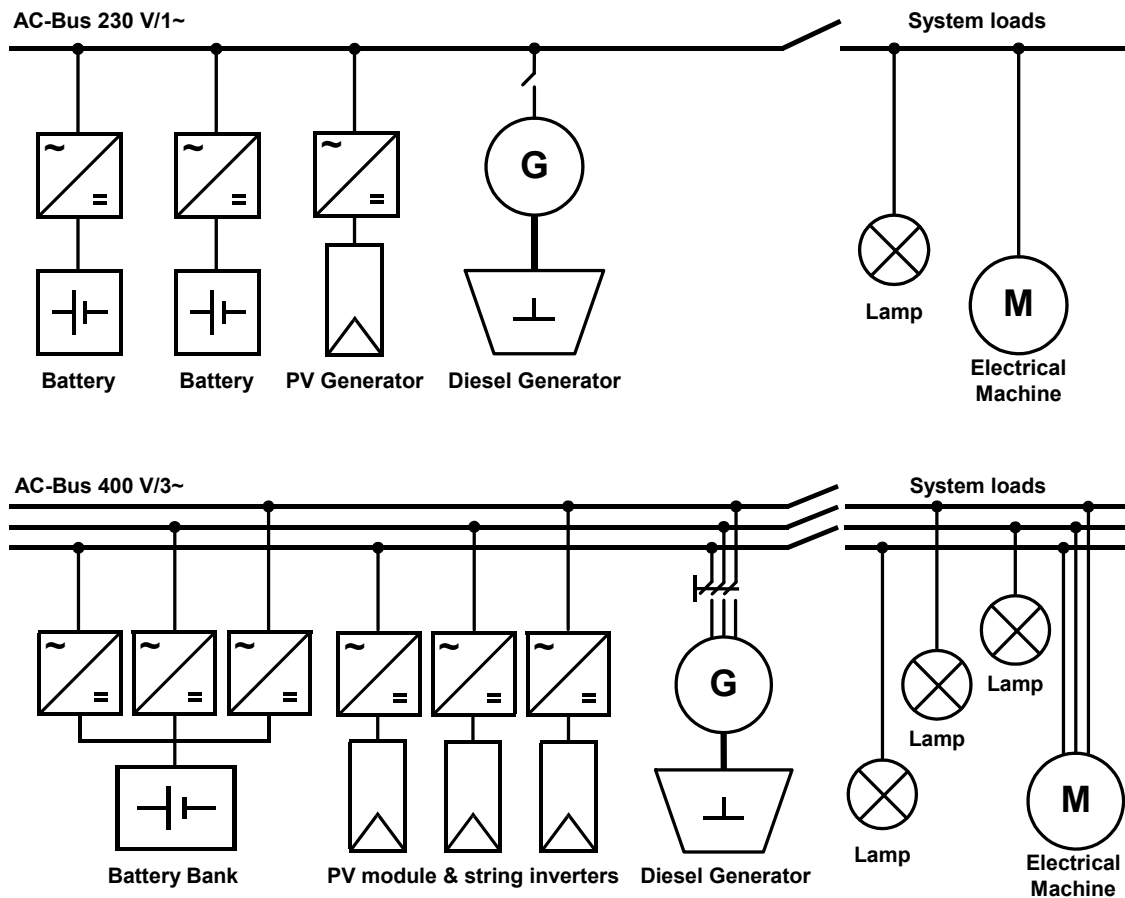 AC-Bus 230 V/1~
System loads
~
=
~
=
~
=
G
M
Lamp
Battery
Battery
PV Generator
Diesel Generator
Electrical
Machine
AC-Bus 400 V/3~
System loads
~
=
~
=
~
=
~
=
~
=
~
=
G
Lamp
Lamp
M
Lamp
Battery Bank
PV module & string inverters
Diesel Generator
Electrical
Machine